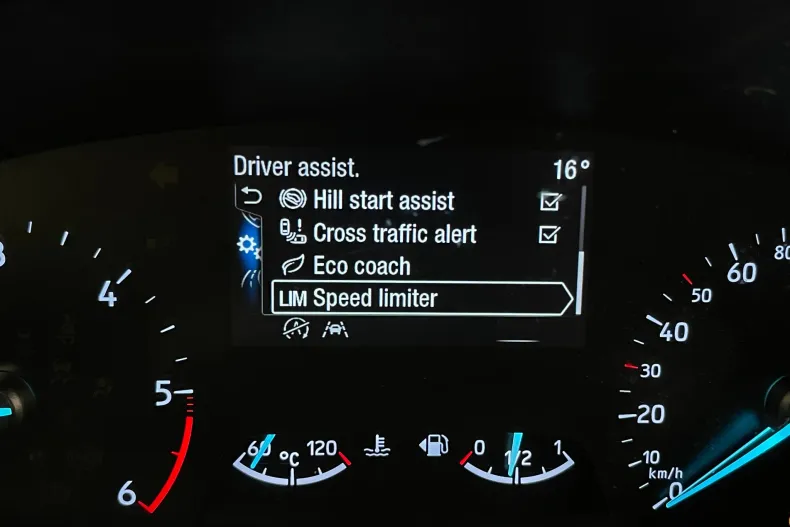 Driver assist. 16°
Hill start assist
Cross traffic alert
Eco coach
LIM Speed limiter
4
5
6
60 °C 120
0 1/2 1
80
60
50
40
30
20
10
km/h
0